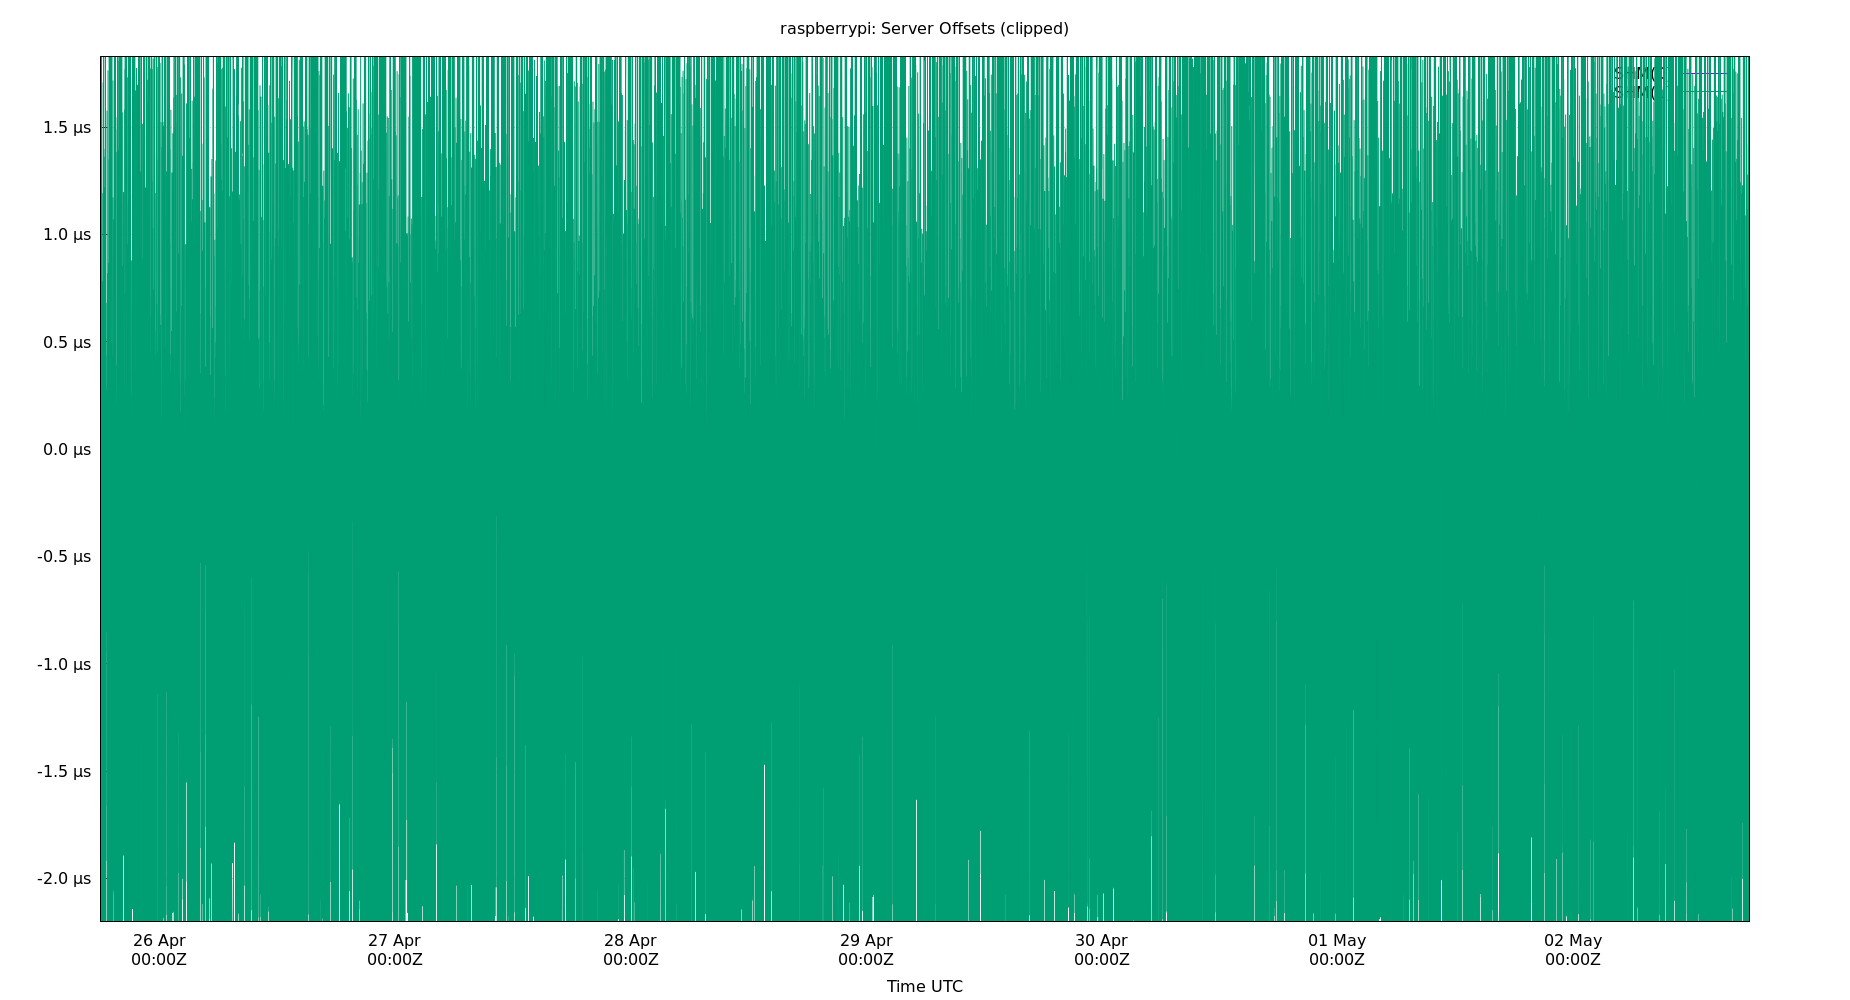 raspberrypi: Server Offsets (clipped)
1.5 µs
1.0 µs
0.5 µs
0.0 µs
-0.5 µs
-1.0 µs
-1.5 µs
-2.0 µs
26 Apr 27 Apr 28 Apr 29 Apr 30 Apr 01 May 02 May
00:00Z 00:00Z 00:00Z 00:00Z 00:00Z 00:00Z 00:00Z
Time UTC